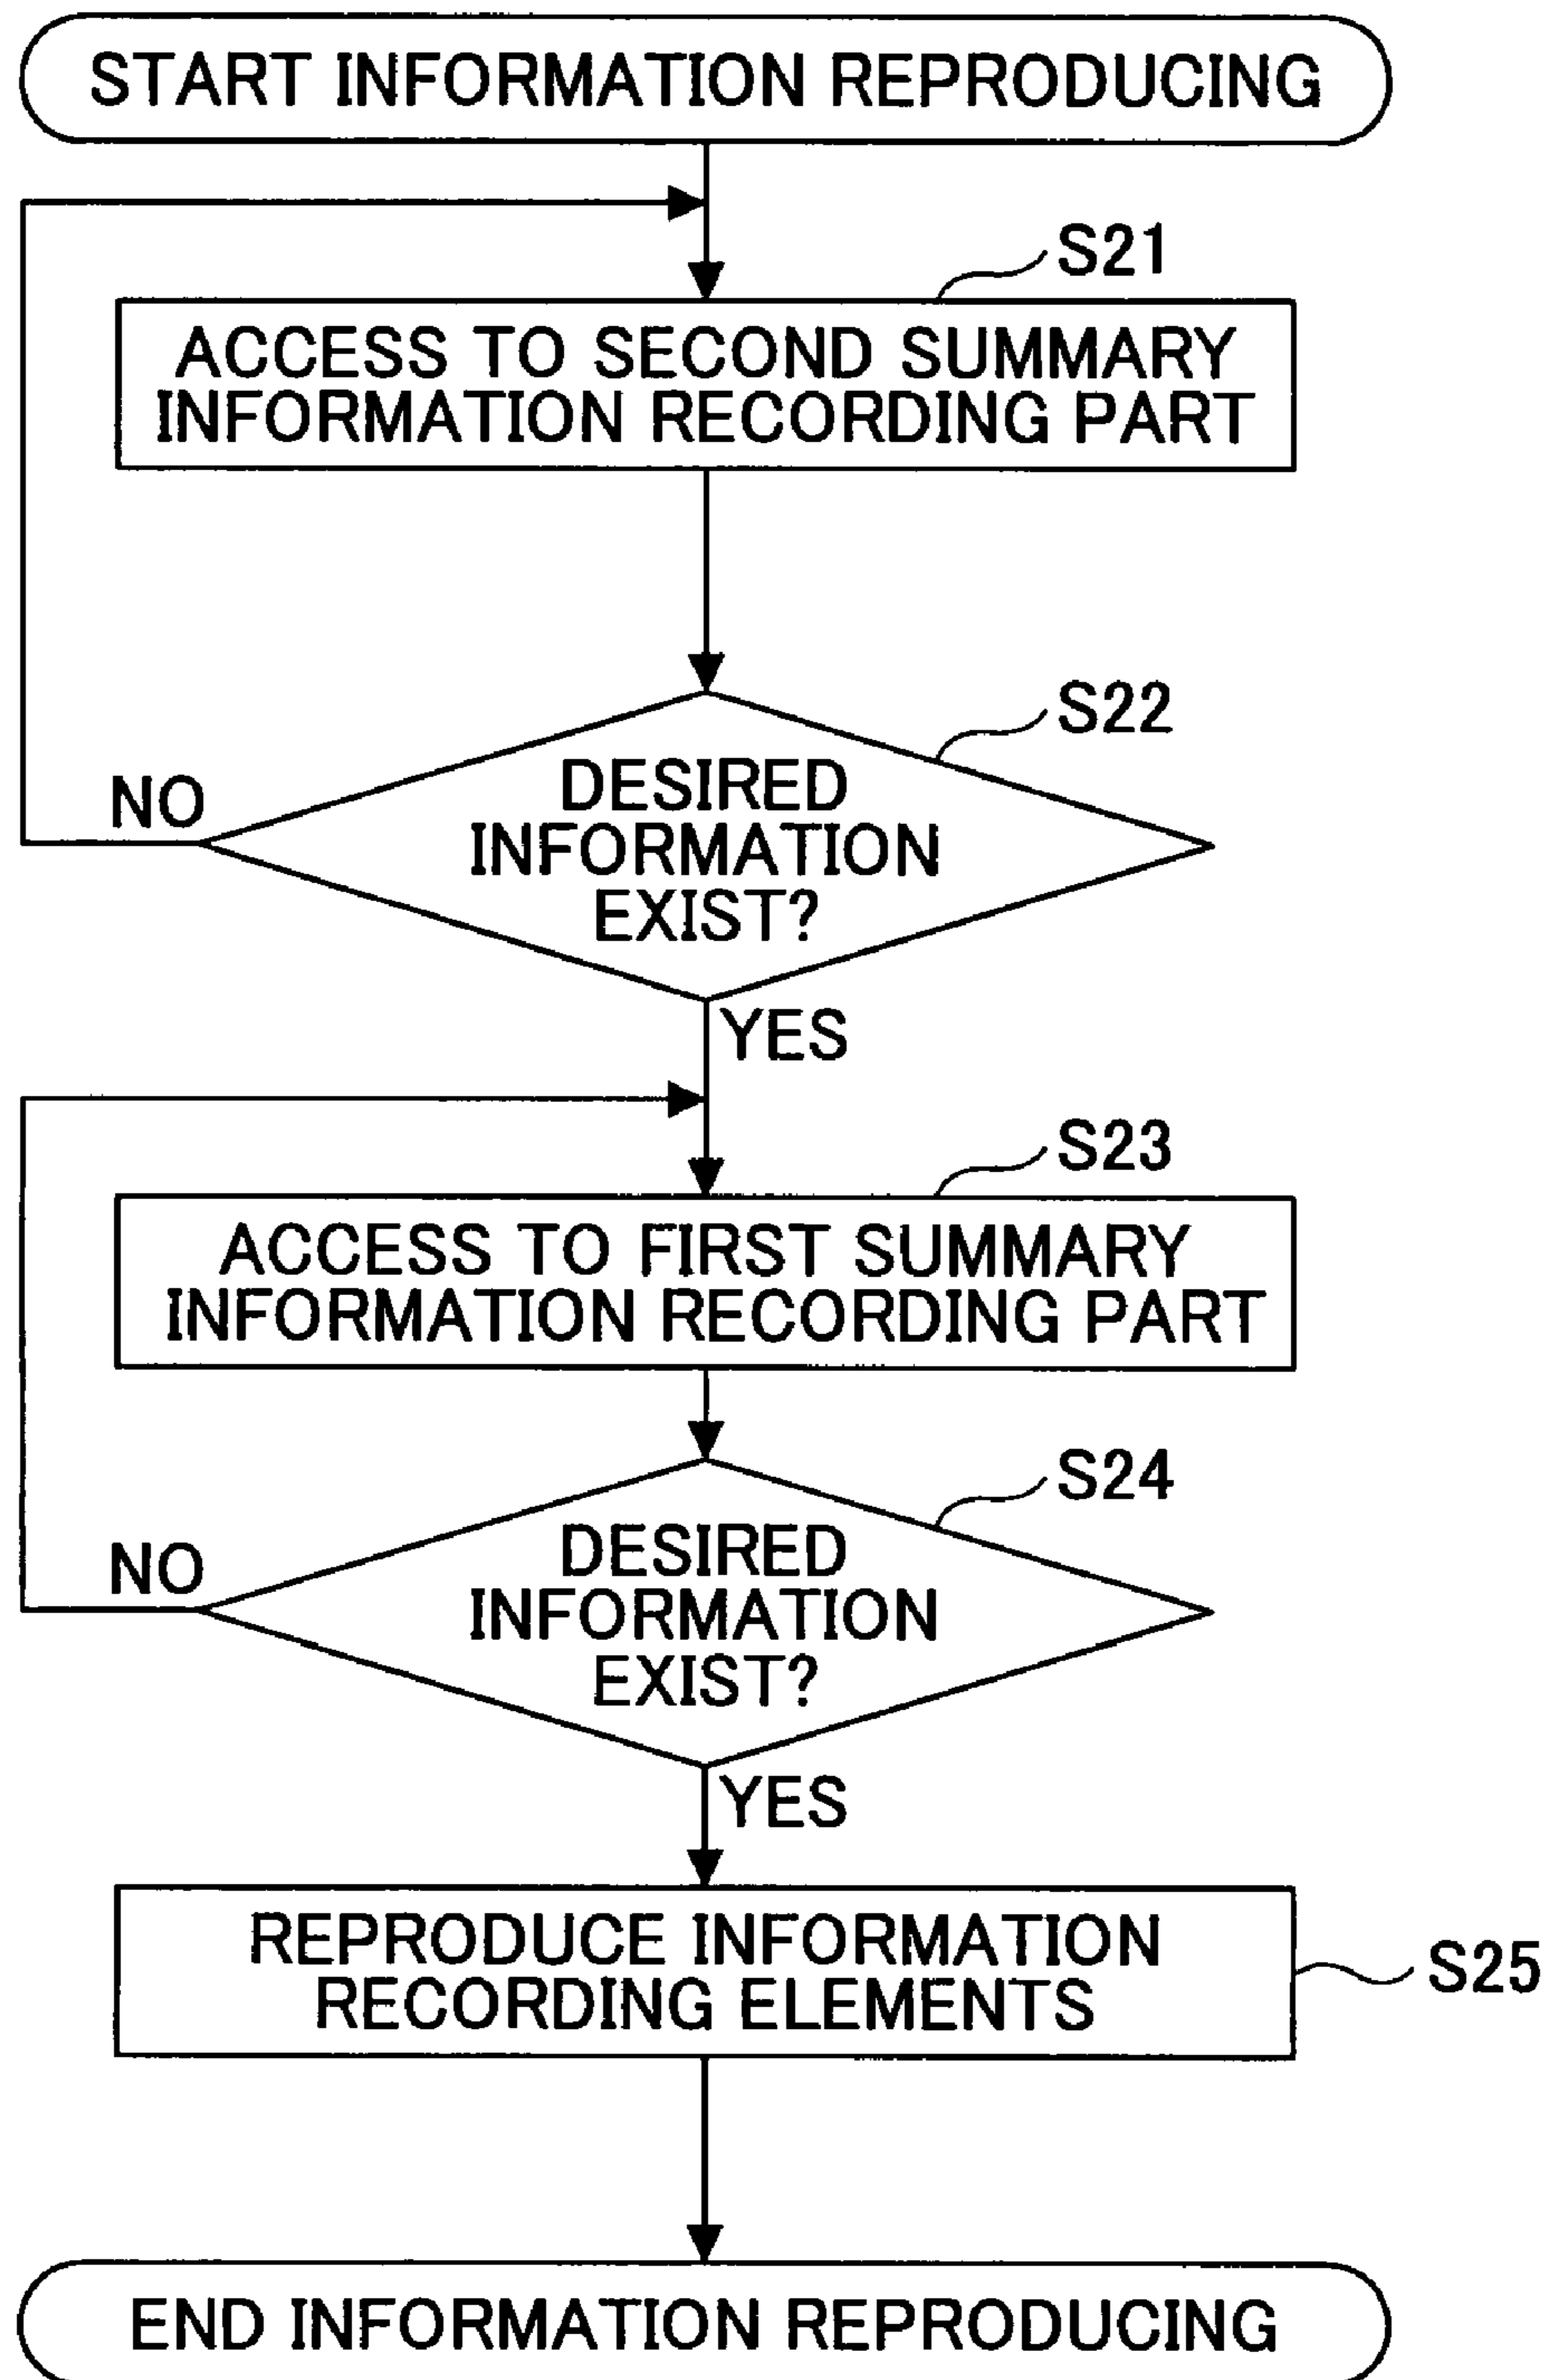 START INFORMATION REPRODUCING
S21
ACCESS TO SECOND SUMMARY
INFORMATION RECORDING PART
S22
DESIRED
INFORMATION
EXIST?
NO
YES
S23
ACCESS TO FIRST SUMMARY
INFORMATION RECORDING PART
S24
DESIRED
INFORMATION
EXIST?
NO
YES
REPRODUCE INFORMATION
RECORDING ELEMENTS
S25
END INFORMATION REPRODUCING